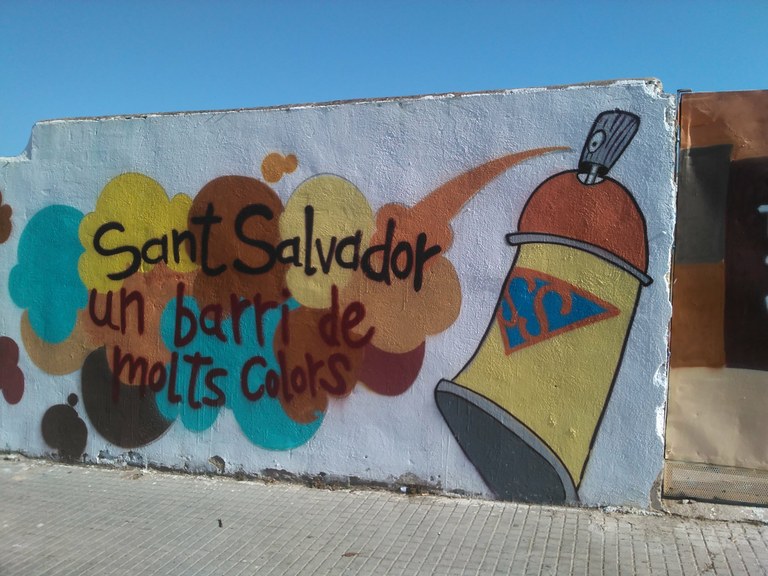 Sant Salvador
un barri de
molts colors